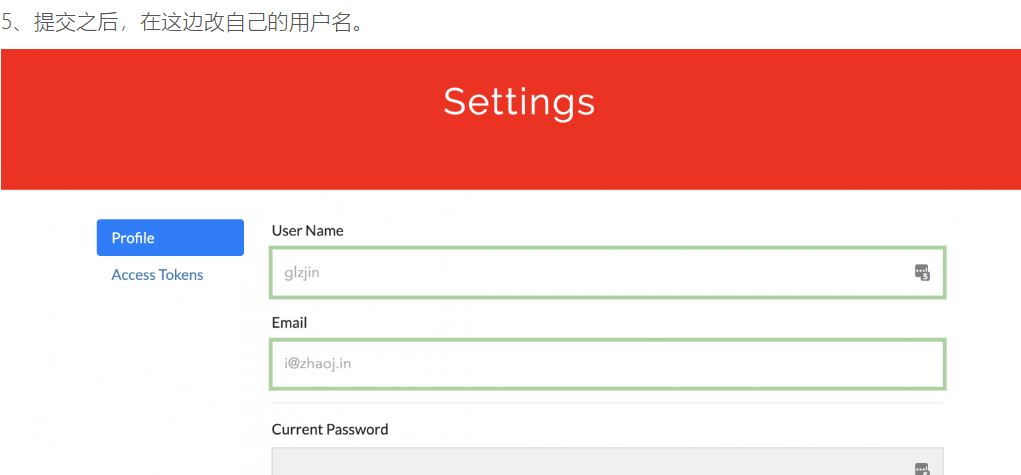 5、提交之后，在这边改自己的用户名。
Settings
Profile
Access Tokens
User Name
glzjin
Email
i@zhaoj.in
Current Password